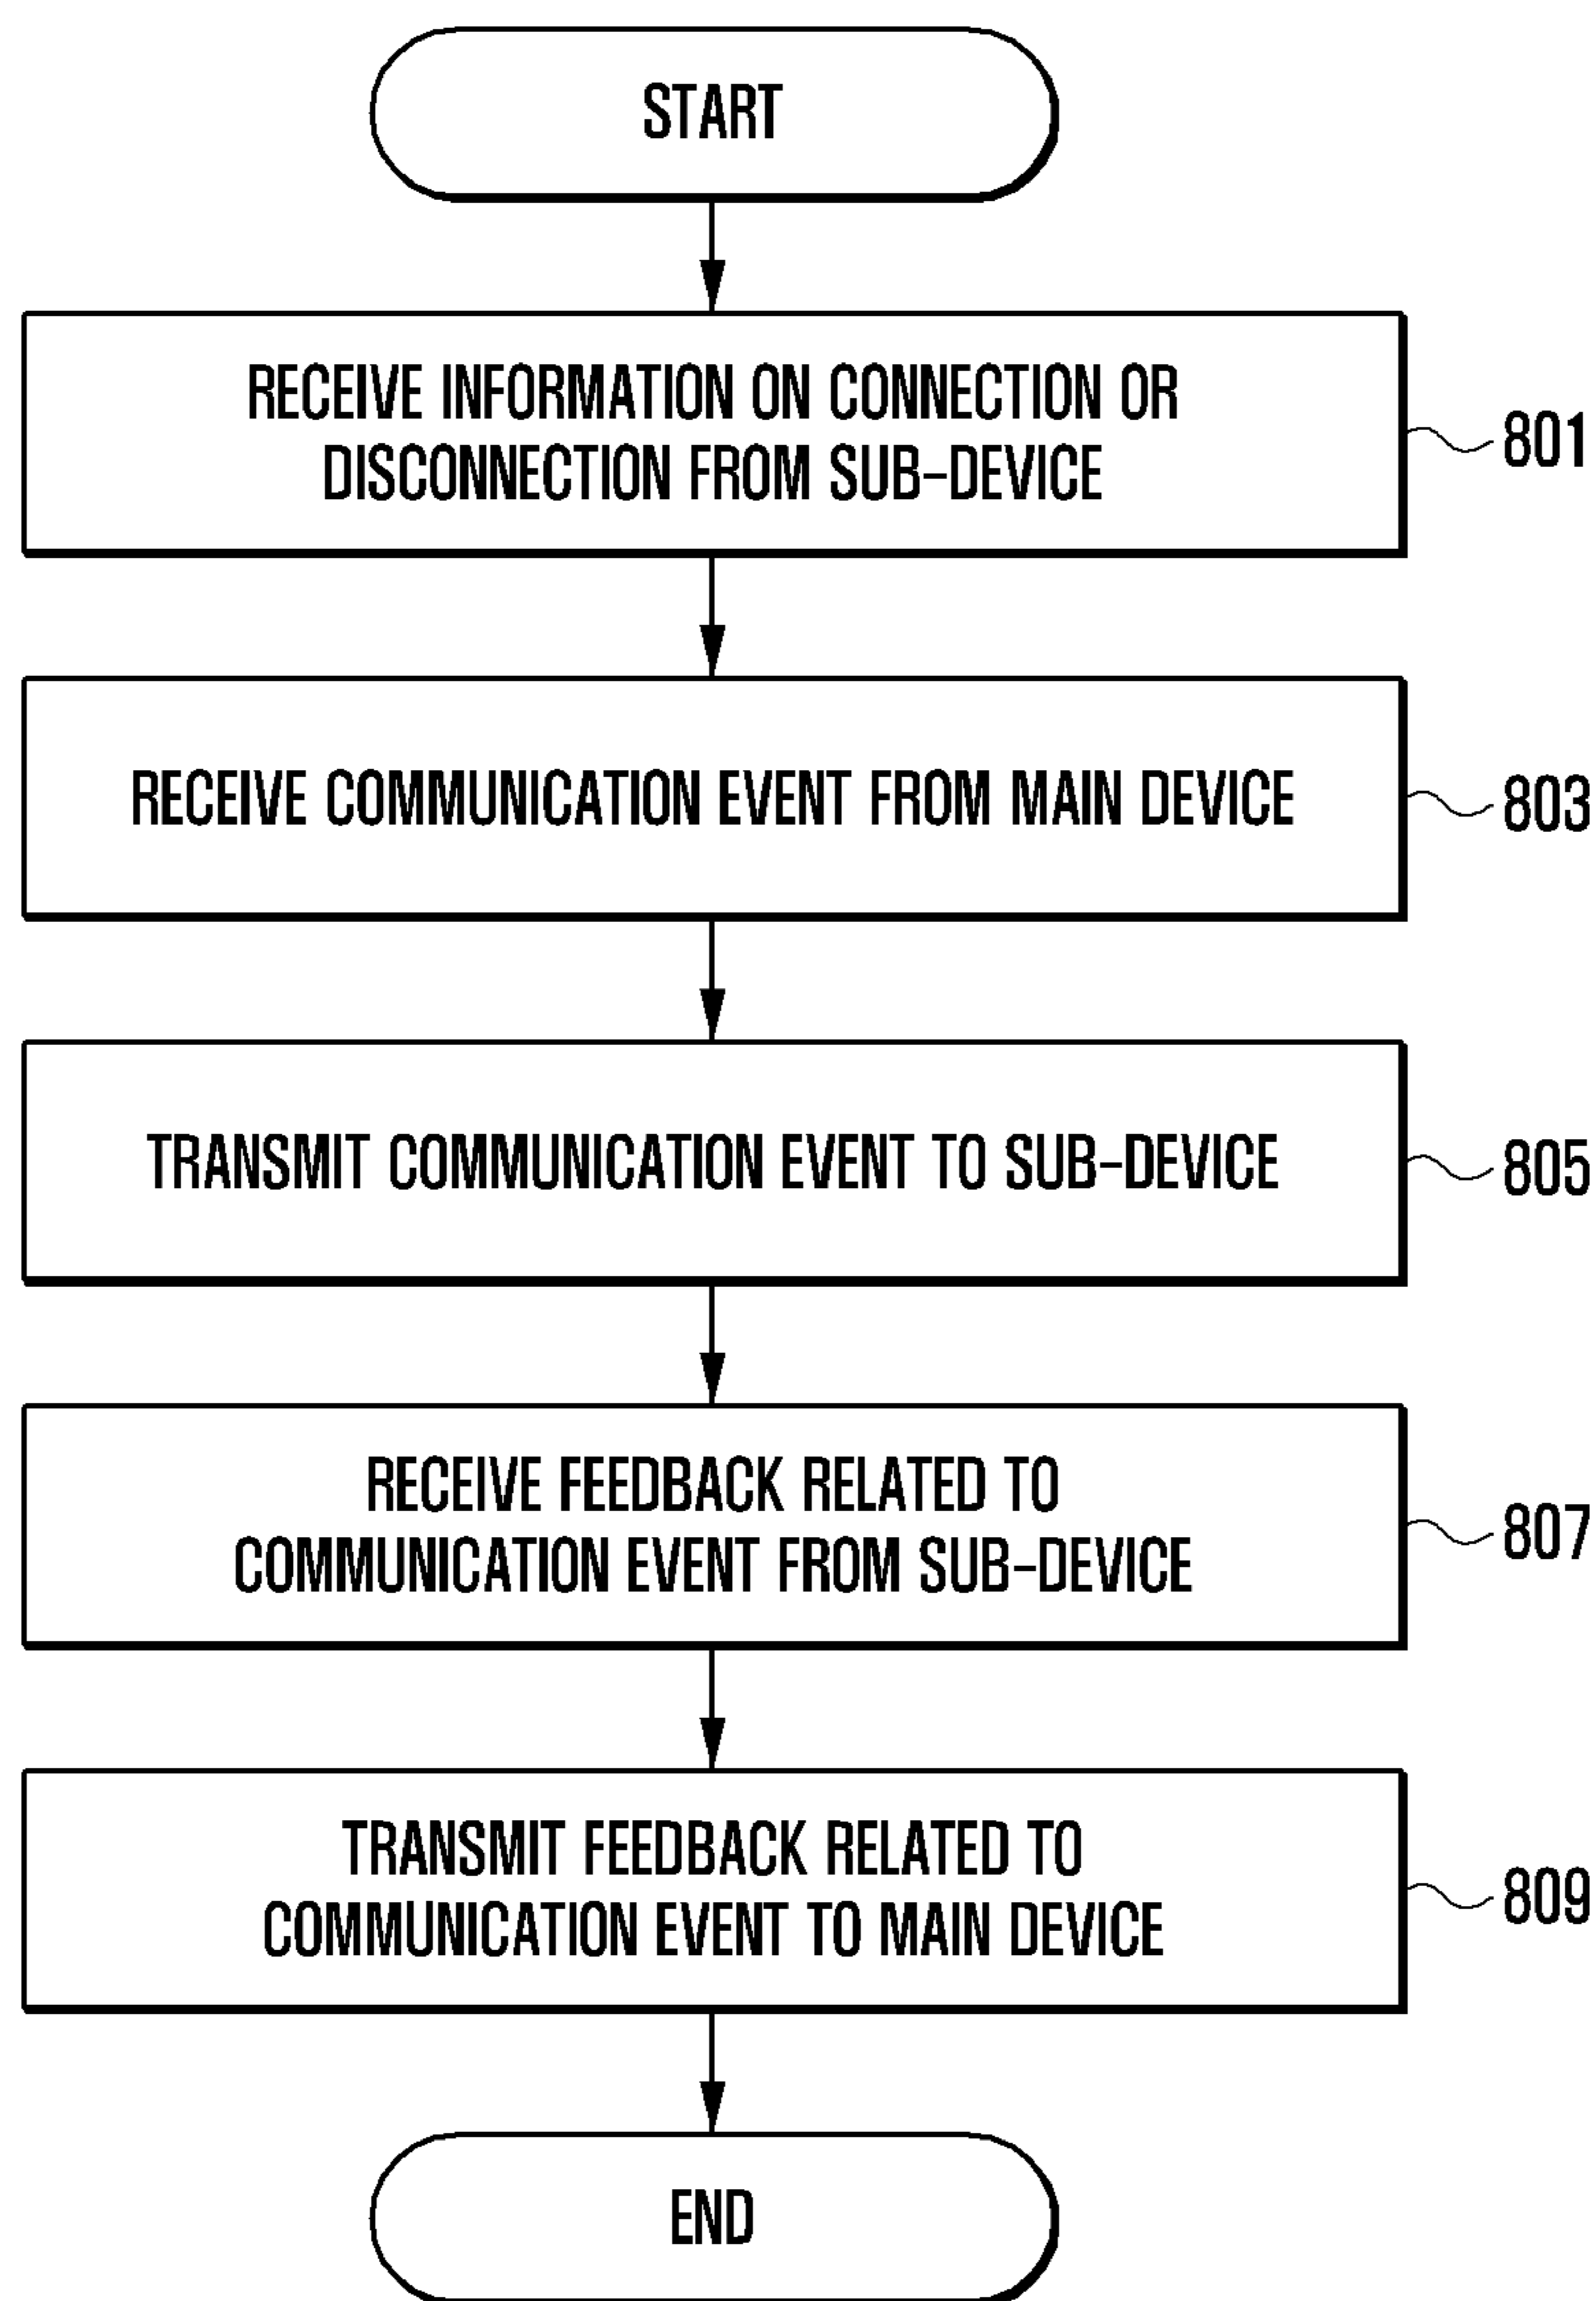 START
RECEIVE INFORMATION ON CONNECTION OR
DISCONNECTION FROM SUB-DEVICE
801
RECEIVE COMMUNICATION EVENT FROM MAIN DEVICE
803
TRANSMIT COMMUNICATION EVENT TO SUB-DEVICE
805
RECEIVE FEEDBACK RELATED TO
COMMUNICATION EVENT FROM SUB-DEVICE
807
TRANSMIT FEEDBACK RELATED TO
COMMUNICATION EVENT TO MAIN DEVICE
809
END